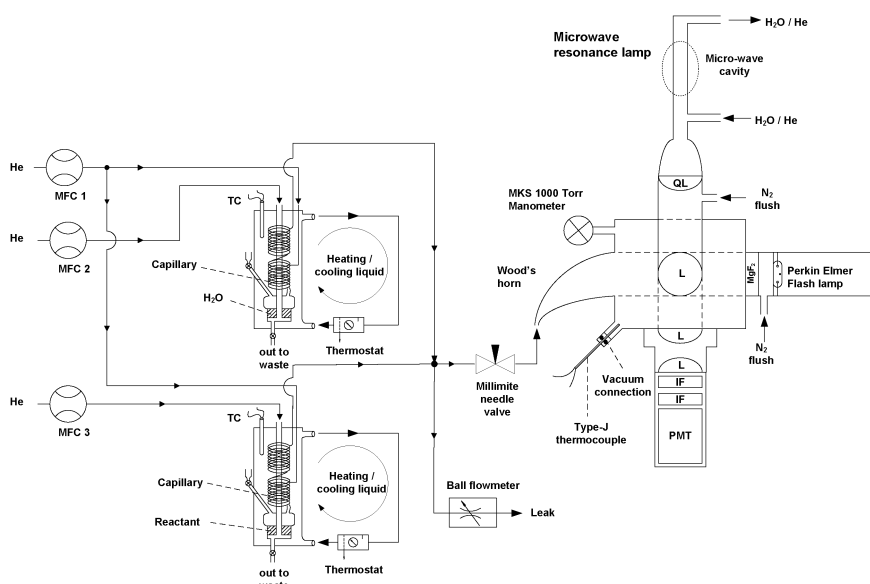 H₂O / He
Microwave
resonance lamp
Micro-wave
cavity
H₂O / He
He
MFC 1
QL
N₂
flush
TC
MKS 1000 Torr
Manometer
He
MFC 2
Capillary
Heating /
cooling liquid
Wood's
horn
L
MgF₂
Perkin Elmer
Flash lamp
H₂O
L
N₂
flush
out to
waste
Thermostat
L
Millimite
needle
valve
Vacuum
connection
IF
IF
He
MFC 3
TC
Type-J
thermocouple
PMT
Capillary
Heating /
cooling liquid
Ball flowmeter
Leak
Reactant
out to
waste
Thermostat